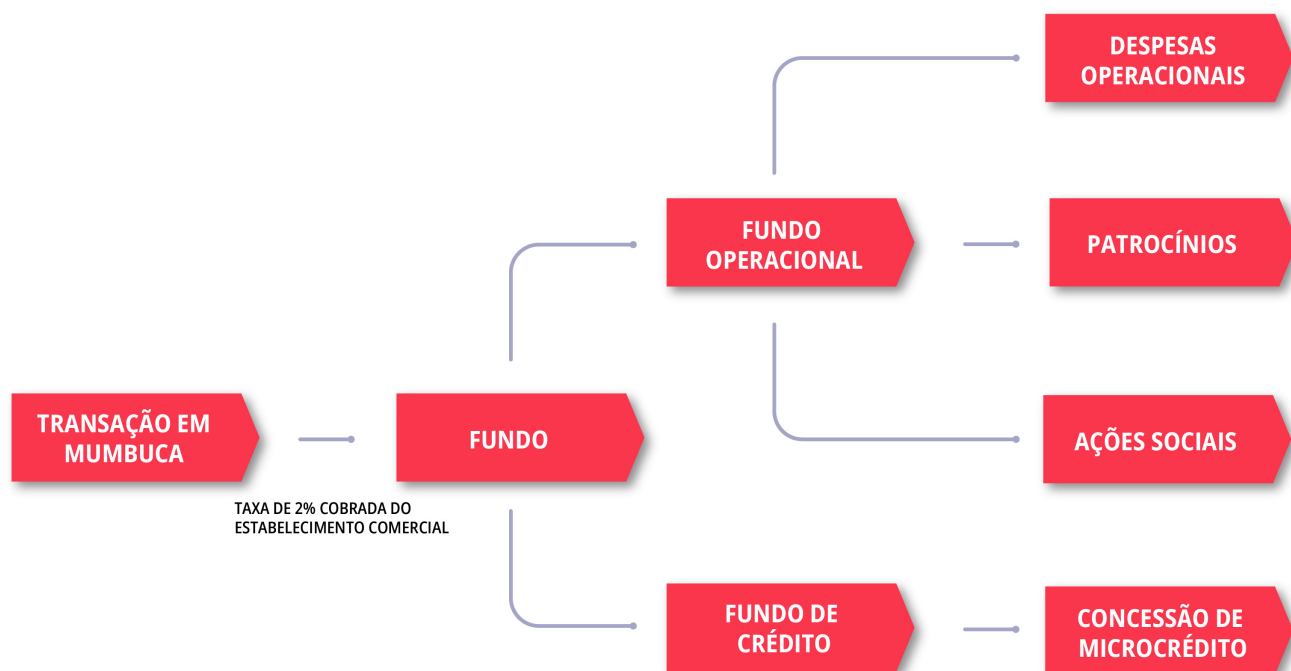 DESPESAS
OPERACIONAIS
FUNDO
OPERACIONAL
PATROCÍNIOS
TRANSAÇÃO EM
MUMBUCA
FUNDO
AÇÕES SOCIAIS
TAXA DE 2% COBRADA DO
ESTABELECIMENTO COMERCIAL
FUNDO DE
CRÉDITO
CONCESSÃO DE
MICROCRÉDITO